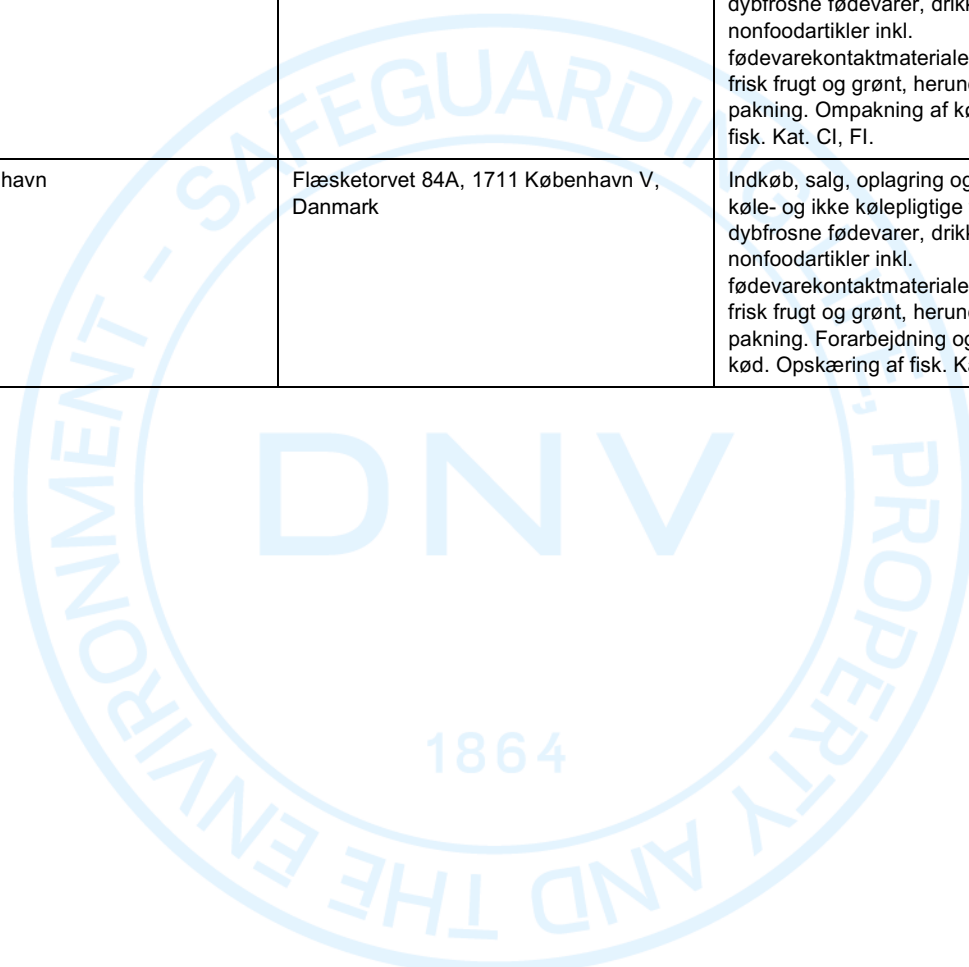 dybfrosne fødevarer, drikk
nonfoodartikler inkl.
fødevarekontaktmateriale
frisk frugt og grønt, herund
pakning. Ompakning af kø
fisk. Kat. CI, FI.
havn
Flæsketorvet 84A, 1711 København V,
Danmark
Indkøb, salg, oplagring og
køle- og ikke kølepligtige
dybfrosne fødevarer, drikk
nonfoodartikler inkl.
fødevarekontaktmateriale
frisk frugt og grønt, herund
pakning. Forarbejdning og
kød. Opskæring af fisk. Ka
SAFEGUARDING LIFE, PROPERTY AND THE ENVIRONMENT -
DNV
1864